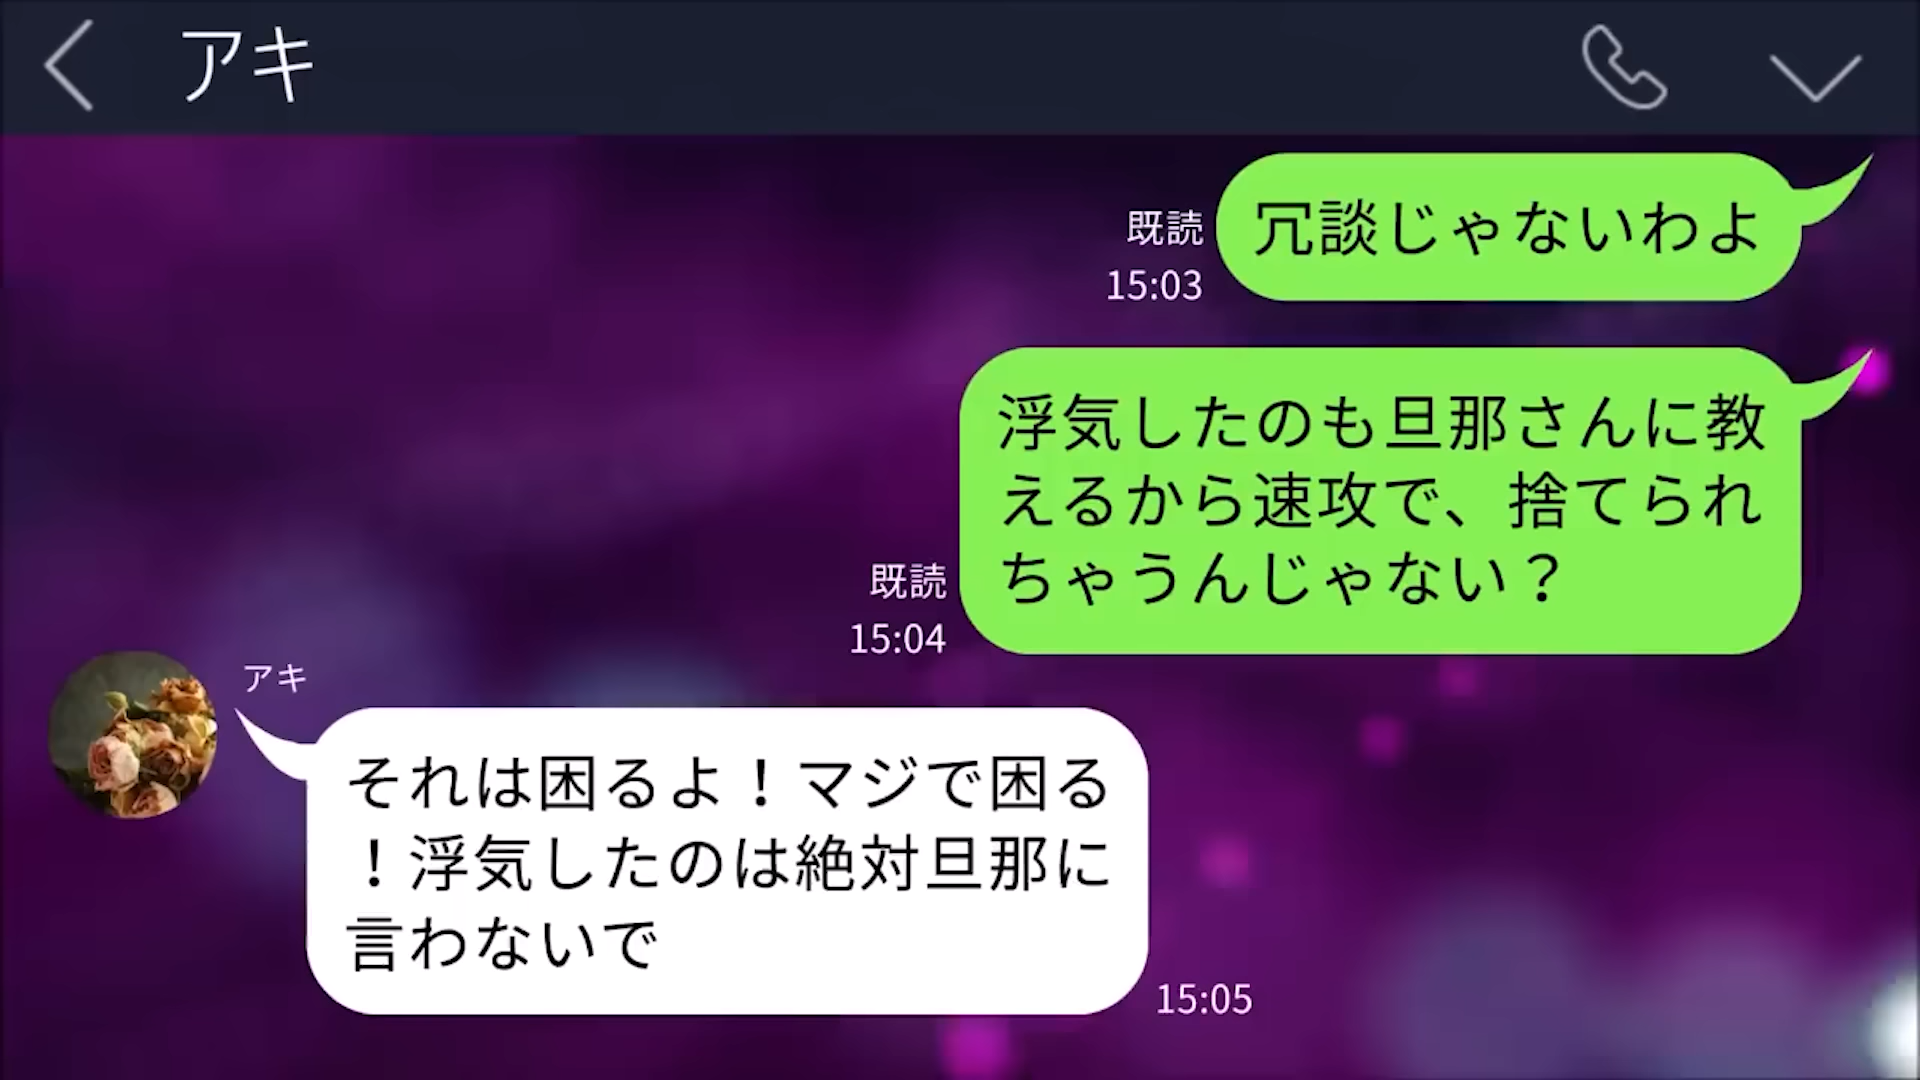 アキ
冗談じゃないわよ
既読
15:03
浮気したのも旦那さんに教
えるから速攻で、捨てられ
ちゃうんじゃない？
既読
15:04
アキ
それは困るよ！マジで困る
！浮気したのは絶対旦那に
言わないで
15:05